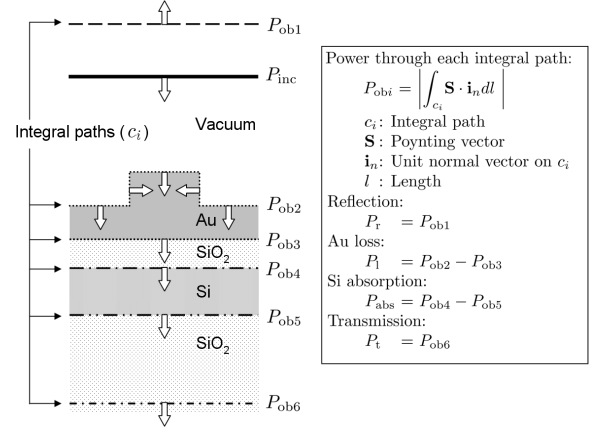 P_ob1
P_inc
Integral paths ( c_i )
Vacuum
P_ob2
Au
P_ob3
SiO₂
P_ob4
Si
P_ob5
SiO₂
P_ob6
Power through each integral path:
P_obi = | ∫_{c_i} S · i_n dl |
c_i: Integral path
S : Poynting vector
i_n: Unit normal vector on c_i
l : Length
Reflection:
P_r = P_ob1
Au loss:
P_l = P_ob2 − P_ob3
Si absorption:
P_abs = P_ob4 − P_ob5
Transmission:
P_t = P_ob6